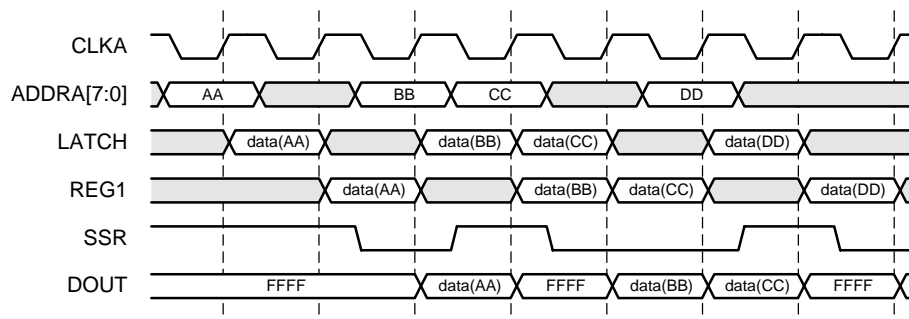 CLKA
ADDRA[7:0] AA BB CC DD
LATCH data(AA) data(BB) data(CC) data(DD)
REG1 data(AA) data(BB) data(CC) data(DD)
SSR
DOUT FFFF data(AA) FFFF data(BB) data(CC) FFFF